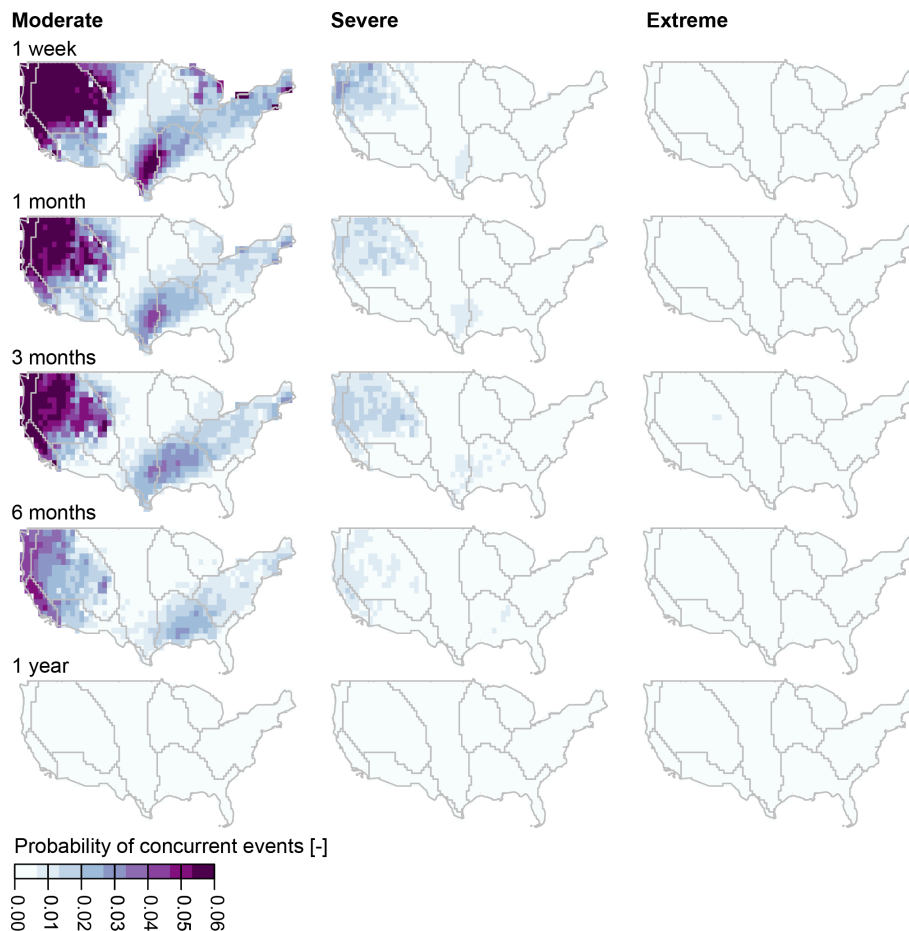 Moderate Severe Extreme
1 week
1 month
3 months
6 months
1 year
Probability of concurrent events [-]
0.00 0.01 0.02 0.03 0.04 0.05 0.06